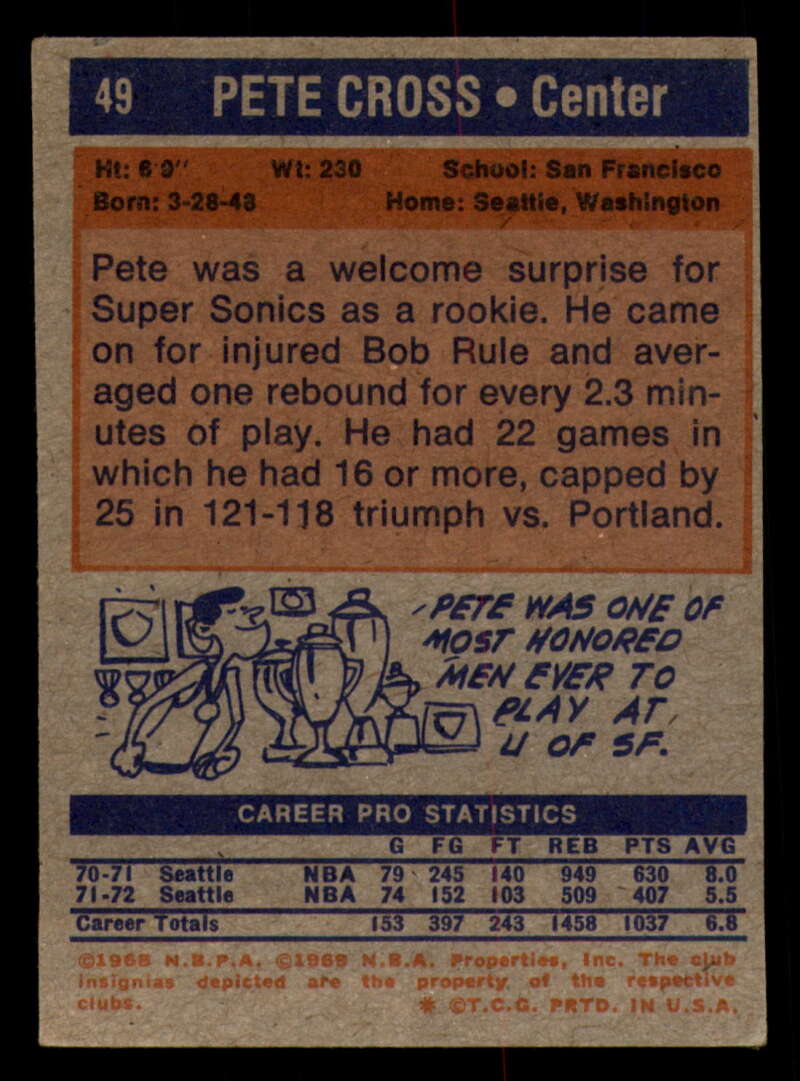 49 PETE CROSS • Center
Ht: 6'9" Wt: 230 School: San Francisco
Born: 3-28-48 Home: Seattle, Washington
Pete was a welcome surprise for
Super Sonics as a rookie. He came
on for injured Bob Rule and aver-
aged one rebound for every 2.3 min-
utes of play. He had 22 games in
which he had 16 or more, capped by
25 in 121-118 triumph vs. Portland.
PETE WAS ONE OF
MOST HONORED
MEN EVER TO
PLAY AT
U OF SF.
CAREER PRO STATISTICS
G FG FT REB PTS AVG
70-71 Seattle NBA 79 245 140 949 630 8.0
71-72 Seattle NBA 74 152 103 509 407 5.5
Career Totals 153 397 243 1458 1037 6.8
©1968 N.B.P.A. ©1969 N.B.A. Properties, Inc. The club
insignias depicted are the property of the respective
clubs. * ©T.C.G. PRTD. IN U.S.A.